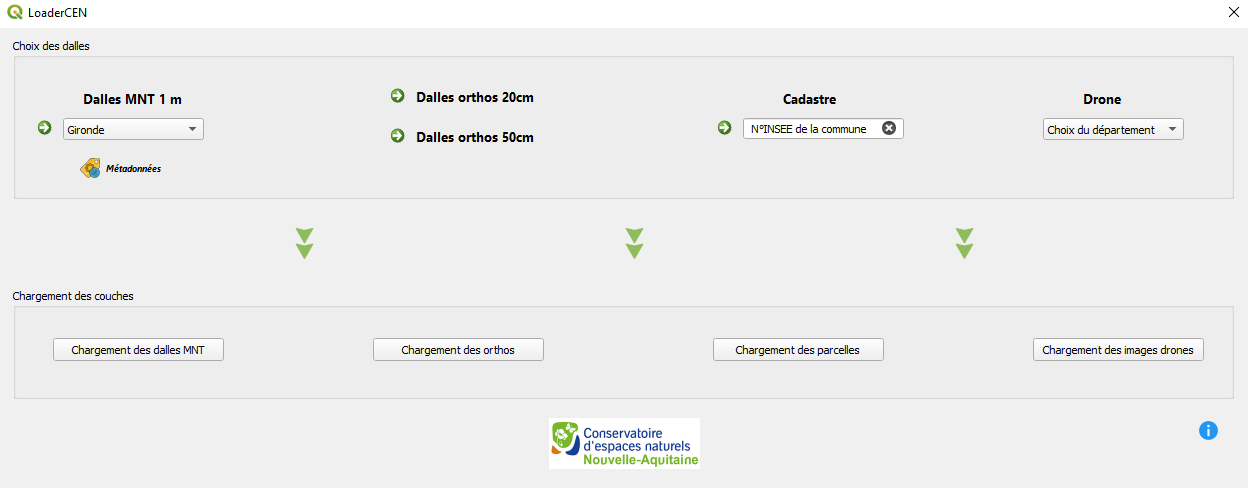 LoaderCEN
Choix des dalles
Dalles MNT 1 m
Gironde
Métadonnées
Dalles orthos 20cm
Dalles orthos 50cm
Cadastre
N°INSEE de la commune
Drone
Choix du département
Chargement des couches
Chargement des dalles MNT
Chargement des orthos
Chargement des parcelles
Chargement des images drones
Conservatoire
d'espaces naturels
Nouvelle-Aquitaine